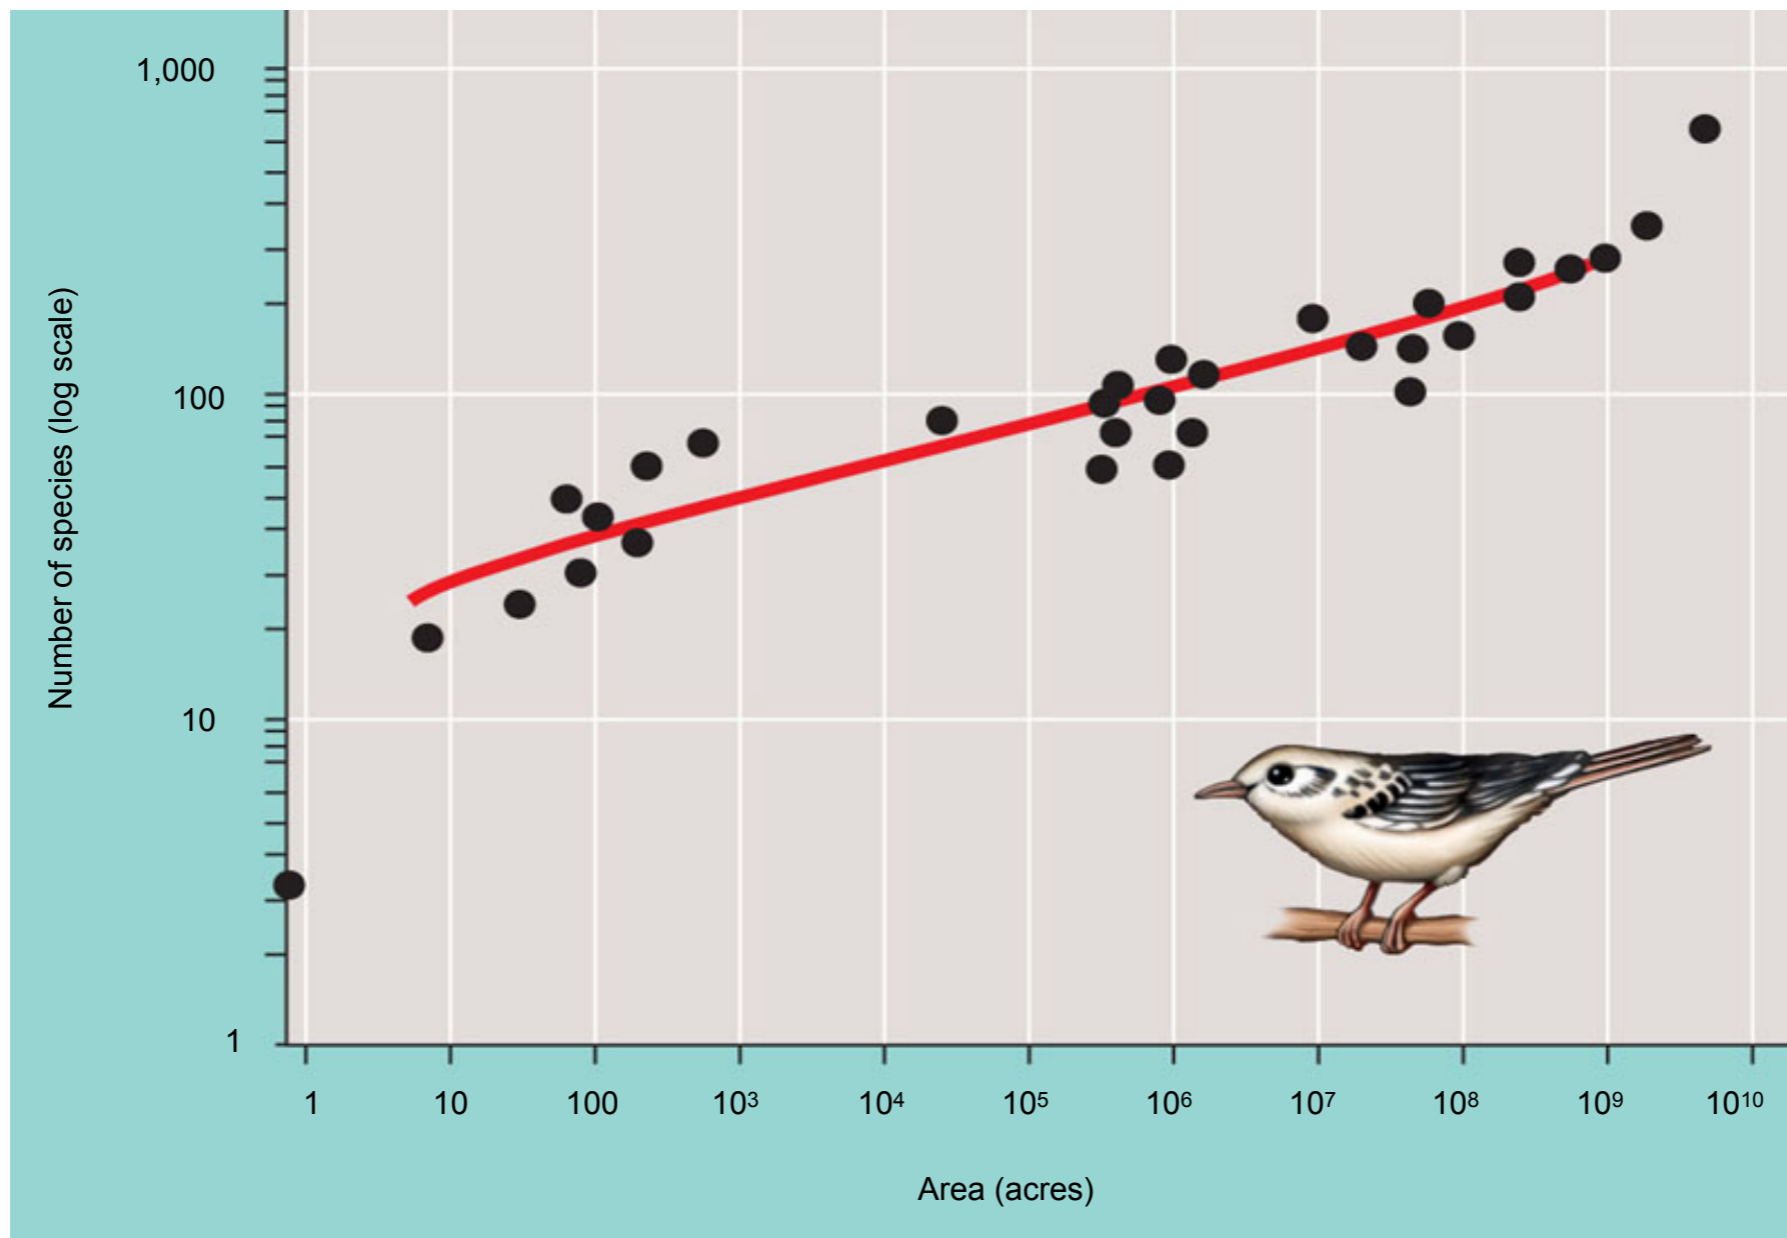 1,000
100
10
1
Number of species (log scale)
1 10 100 10³ 10⁴ 10⁵ 10⁶ 10⁷ 10⁸ 10⁹ 10¹⁰
Area (acres)